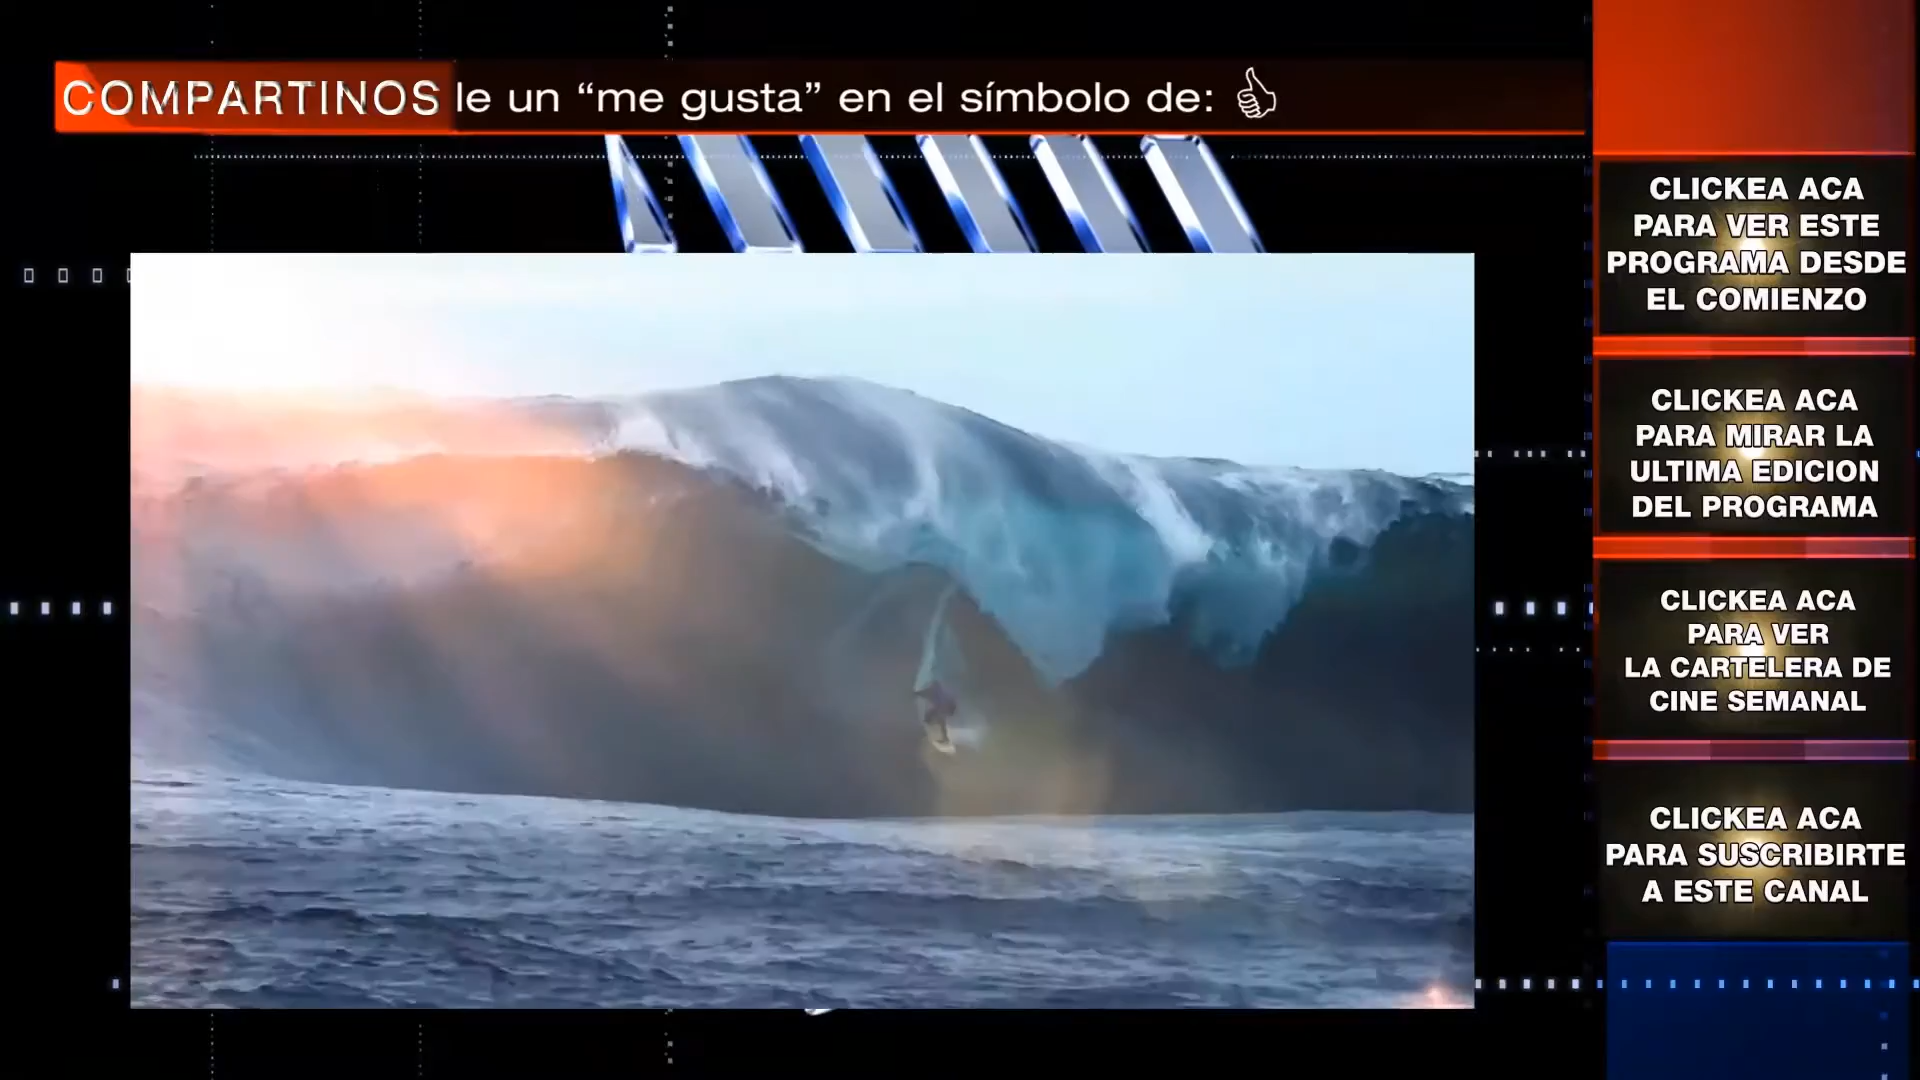 COMPARTINOS le un “me gusta” en el símbolo de: 👍
CLICKEA ACA
PARA VER ESTE
PROGRAMA DESDE
EL COMIENZO
CLICKEA ACA
PARA MIRAR LA
ULTIMA EDICION
DEL PROGRAMA
CLICKEA ACA
PARA VER
LA CARTELERA DE
CINE SEMANAL
CLICKEA ACA
PARA SUSCRIBIRTE
A ESTE CANAL